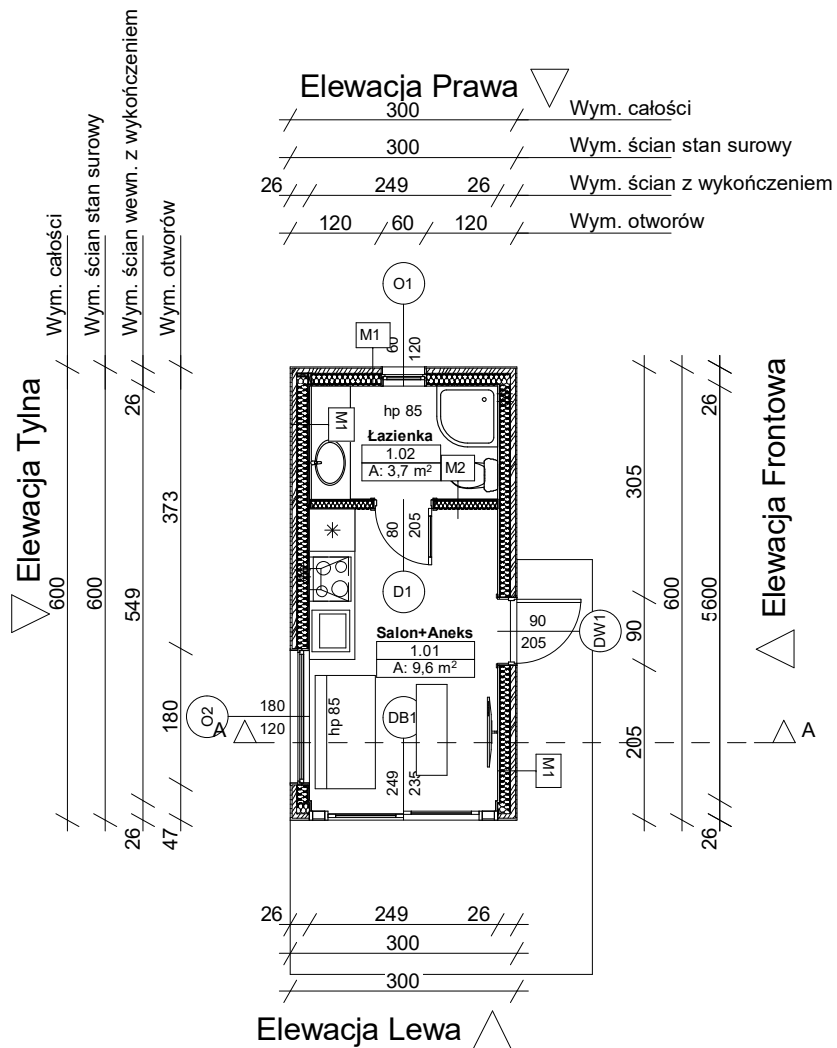 Elewacja Prawa
300
Wym. całości
300
Wym. ścian stan surowy
26
249
26
Wym. ścian z wykończeniem
120
60
120
Wym. otworów
Wym. całości
Wym. ścian stan surowy
Wym. ścian wewn. z wykończeniem
Wym. otworów
O1
60
120
M1
hp 85
Łazienka
1.02
A: 3,7 m²
M1
M2
80
205
D1
Salon+Aneks
1.01
A: 9,6 m²
90
205
DW1
O2
180
120
hp 85
DB1
249
235
M1
A
A
Elewacja Tylna
600
600
26
549
26
373
180
47
305
90
205
600
26
5600
26
Elewacja Frontowa
26
249
26
300
300
Elewacja Lewa